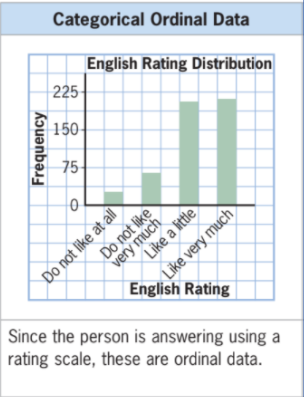 Categorical Ordinal Data
English Rating Distribution
Frequency
225
150
75
0
Do not like at all
Do not like
very much
Like a little
Like very much
English Rating
Since the person is answering using a
rating scale, these are ordinal data.